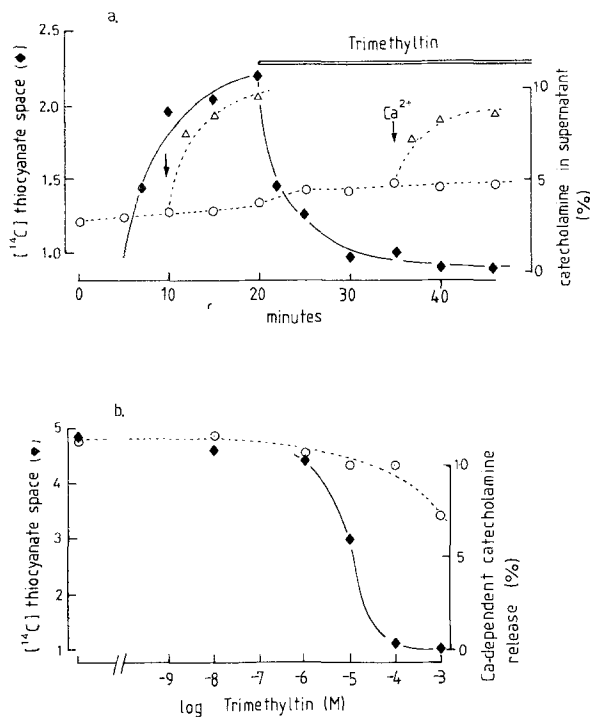 a.
Trimethyltin
[¹⁴C] thiocyanate space (♦)
2.5
2.0
1.5
1.0
Ca²⁺
10
5
0
catecholamine in supernatant
(%)
0
10
20
30
40
minutes
b.
[¹⁴C] thiocyanate space (♦)
5
4
3
2
1
10
5
0
Ca-dependent catecholamine
release (%)
-9
-8
-7
-6
-5
-4
-3
log Trimethyltin (M)